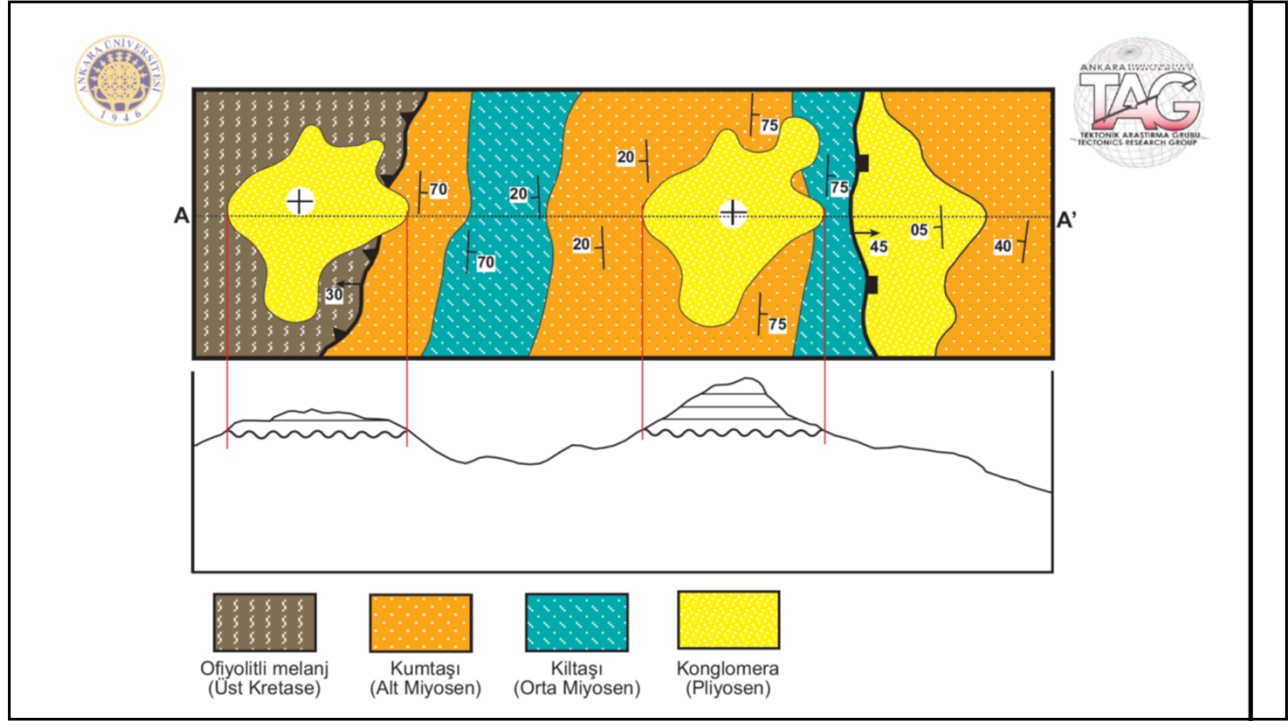 ANKARA ÜNİVERSİTESİ
1946
ANKARA ÜNİVERSİTESİ
TAG
TEKTONİK ARAŞTIRMA GRUBU
TECTONICS RESEARCH GROUP
75
20
70
20
75
A
A'
05
45
40
20
70
30
75
Ofiyolitli melanj
(Üst Kretase)
Kumtaşı
(Alt Miyosen)
Kiltaşı
(Orta Miyosen)
Konglomera
(Pliyosen)